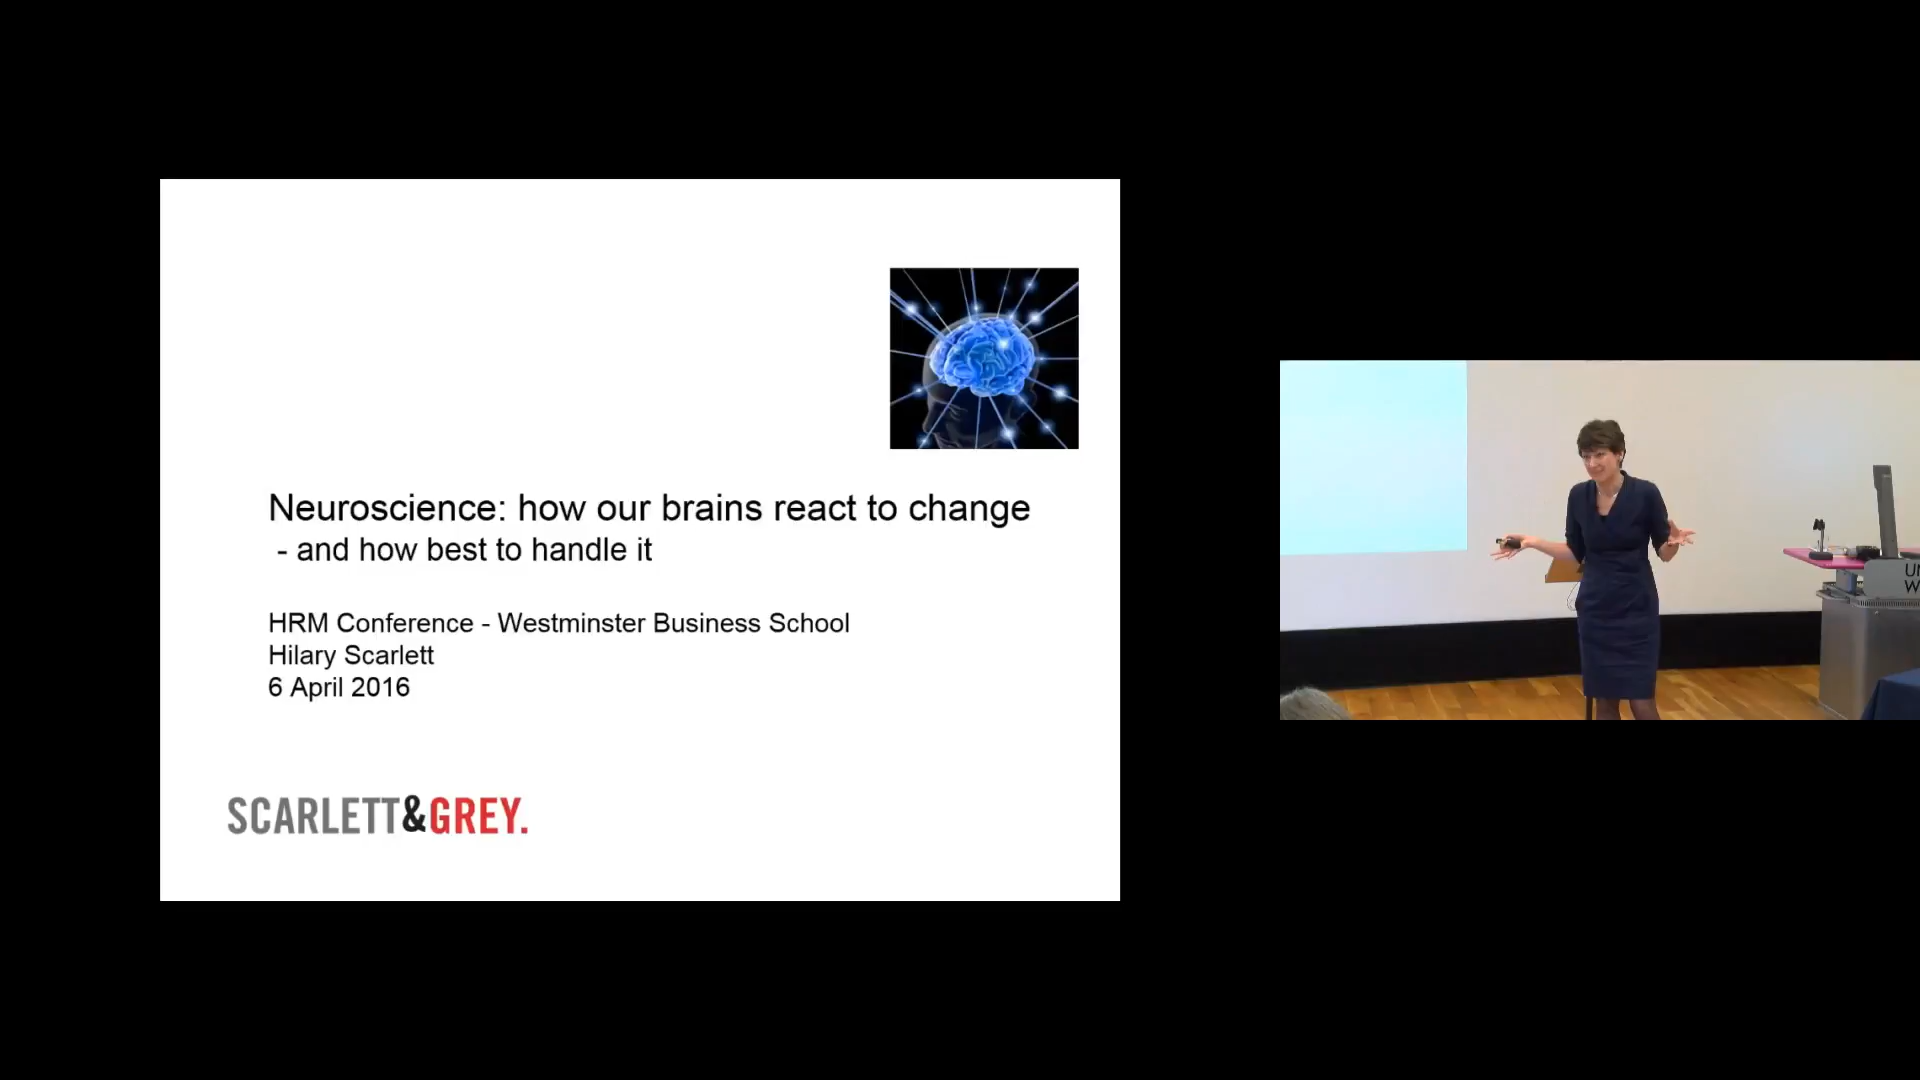 Neuroscience: how our brains react to change
- and how best to handle it
HRM Conference - Westminster Business School
Hilary Scarlett
6 April 2016
SCARLETT&GREY.